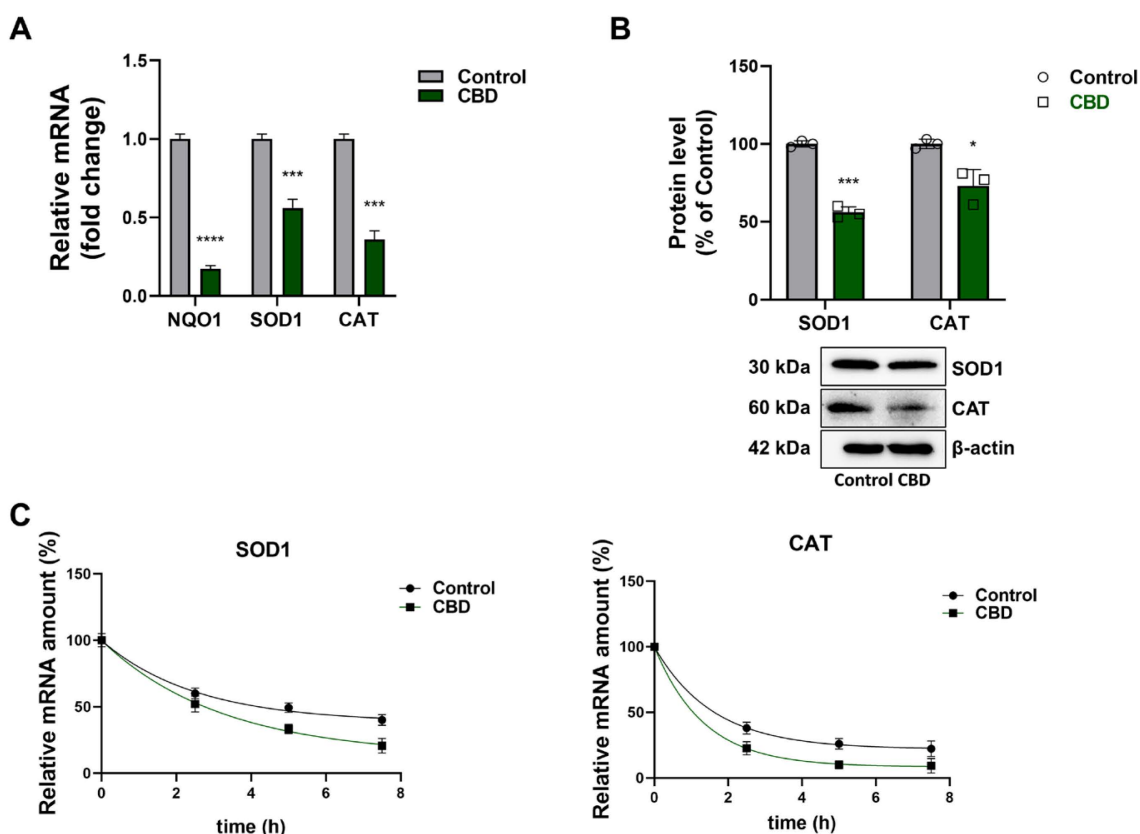 A
Relative mRNA
(fold change)
1.5
1.0
0.5
0.0
****
***
***
NQO1 SOD1 CAT
Control
CBD
B
Protein level
(% of Control)
150
100
50
0
***
*
SOD1 CAT
Control
CBD
30 kDa SOD1
60 kDa CAT
42 kDa β-actin
Control CBD
C
SOD1
Relative mRNA amount (%)
150
100
50
0
0 2 4 6 8
time (h)
Control
CBD
CAT
Relative mRNA amount (%)
150
100
50
0
0 2 4 6 8
time (h)
Control
CBD